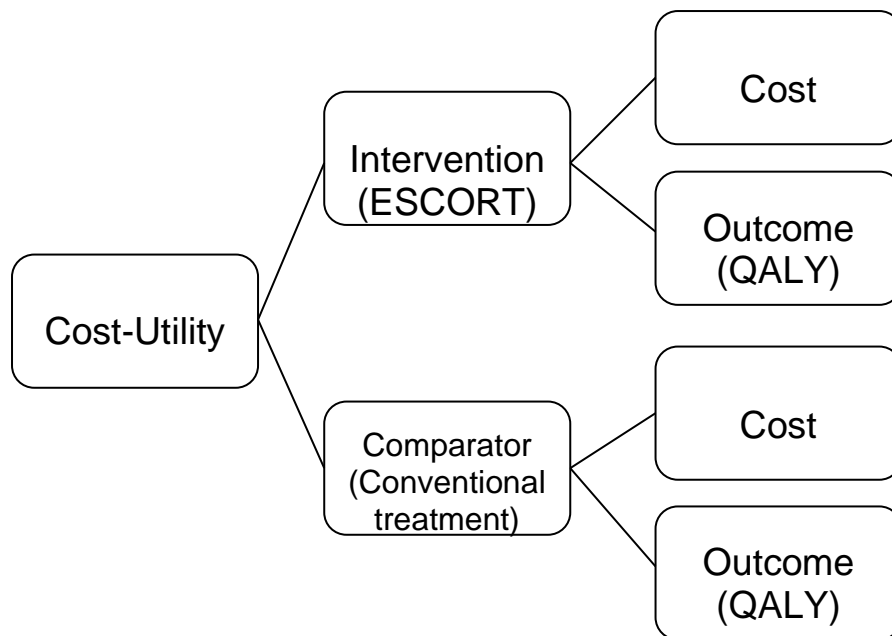 Cost-Utility
Intervention
(ESCORT)
Cost
Outcome
(QALY)
Comparator
(Conventional
treatment)
Cost
Outcome
(QALY)